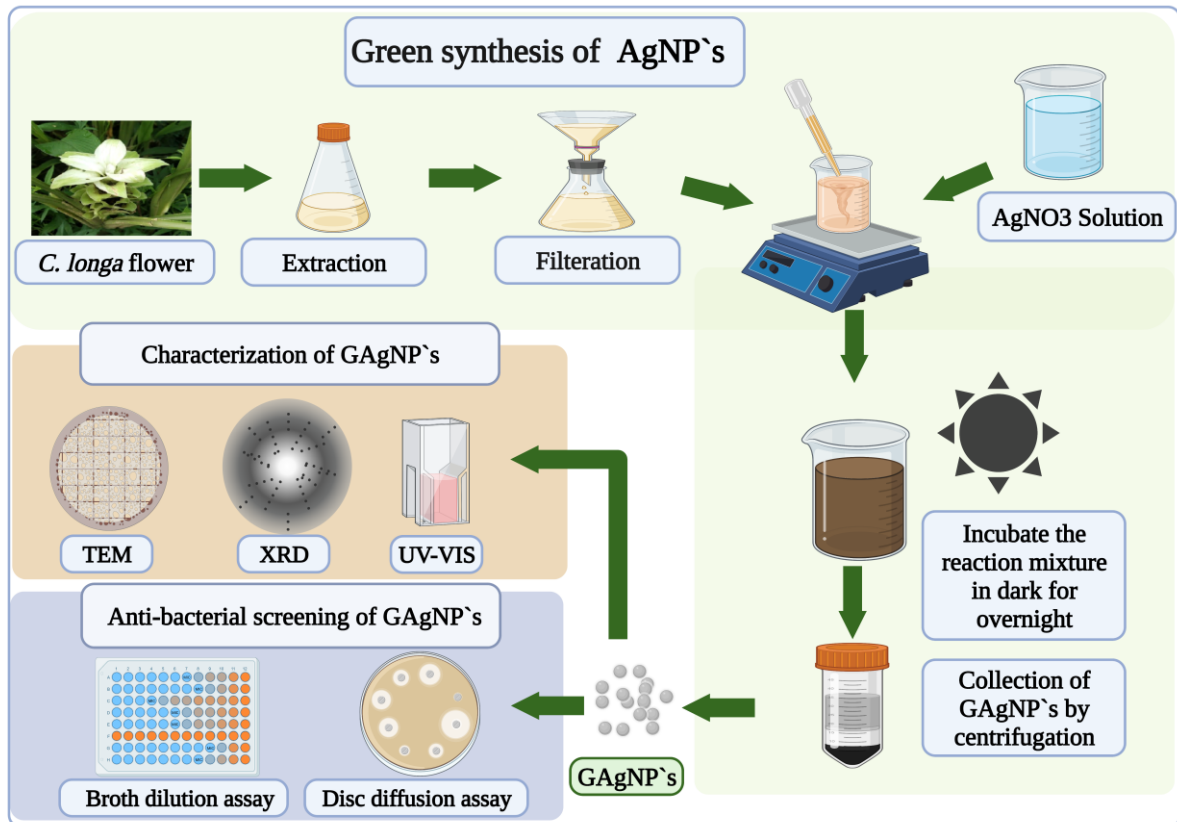 Green synthesis of AgNP`s
C. longa flower
Extraction
Filteration
AgNO3 Solution
Characterization of GAgNP`s
TEM
XRD
UV-VIS
Incubate the
reaction mixture
in dark for
overnight
Anti-bacterial screening of GAgNP`s
Broth dilution assay
Disc diffusion assay
GAgNP`s
Collection of
GAgNP`s by
centrifugation